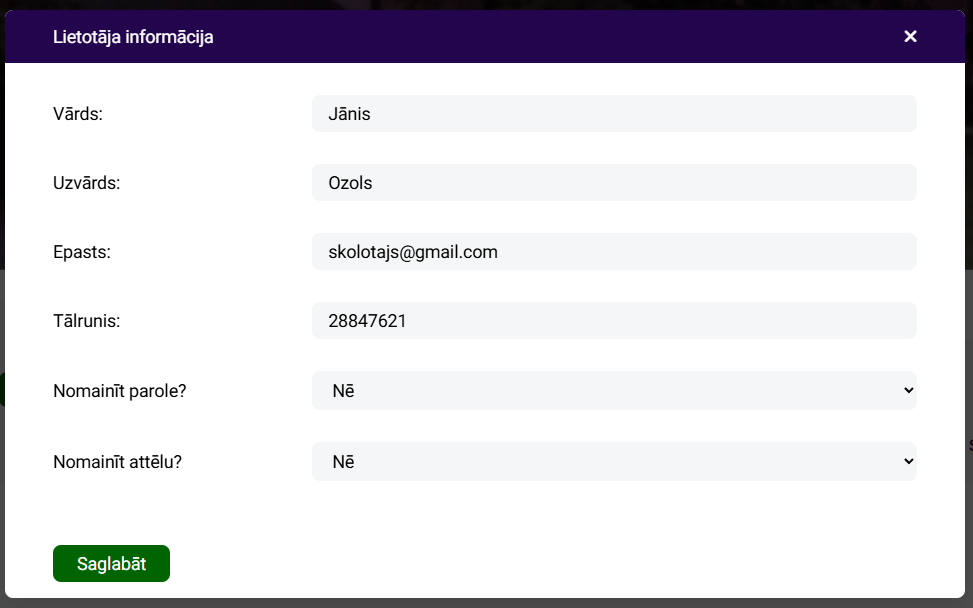 Lietotāja informācija ×
Vārds: Jānis
Uzvārds: Ozols
Epasts: skolotajs@gmail.com
Tālrunis: 28847621
Nomainīt parole? Nē
Nomainīt attēlu? Nē
Saglabāt